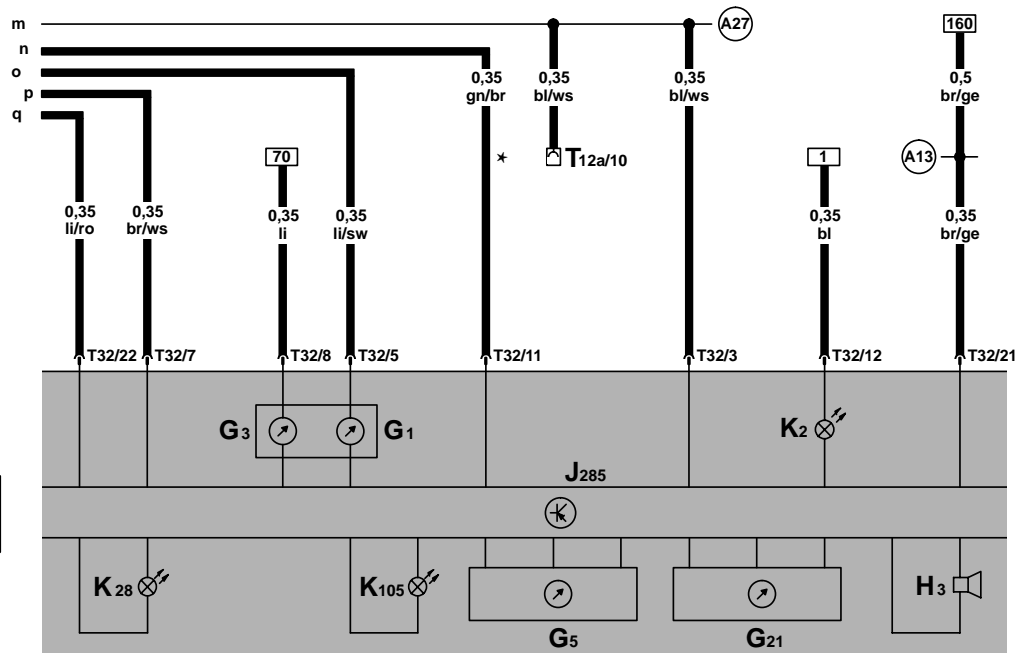 m
A27
160
n
o
p
q
0,35
gn/br
0,35
bl/ws
0,35
bl/ws
0,5
br/ge
70
*
T12a/10
1
A13
0,35
li/ro
0,35
br/ws
0,35
li
0,35
li/sw
0,35
bl
0,35
br/ge
T32/22
T32/7
T32/8
T32/5
T32/11
T32/3
T32/12
T32/21
G3
G1
K2
J285
K28
K105
H3
G5
G21